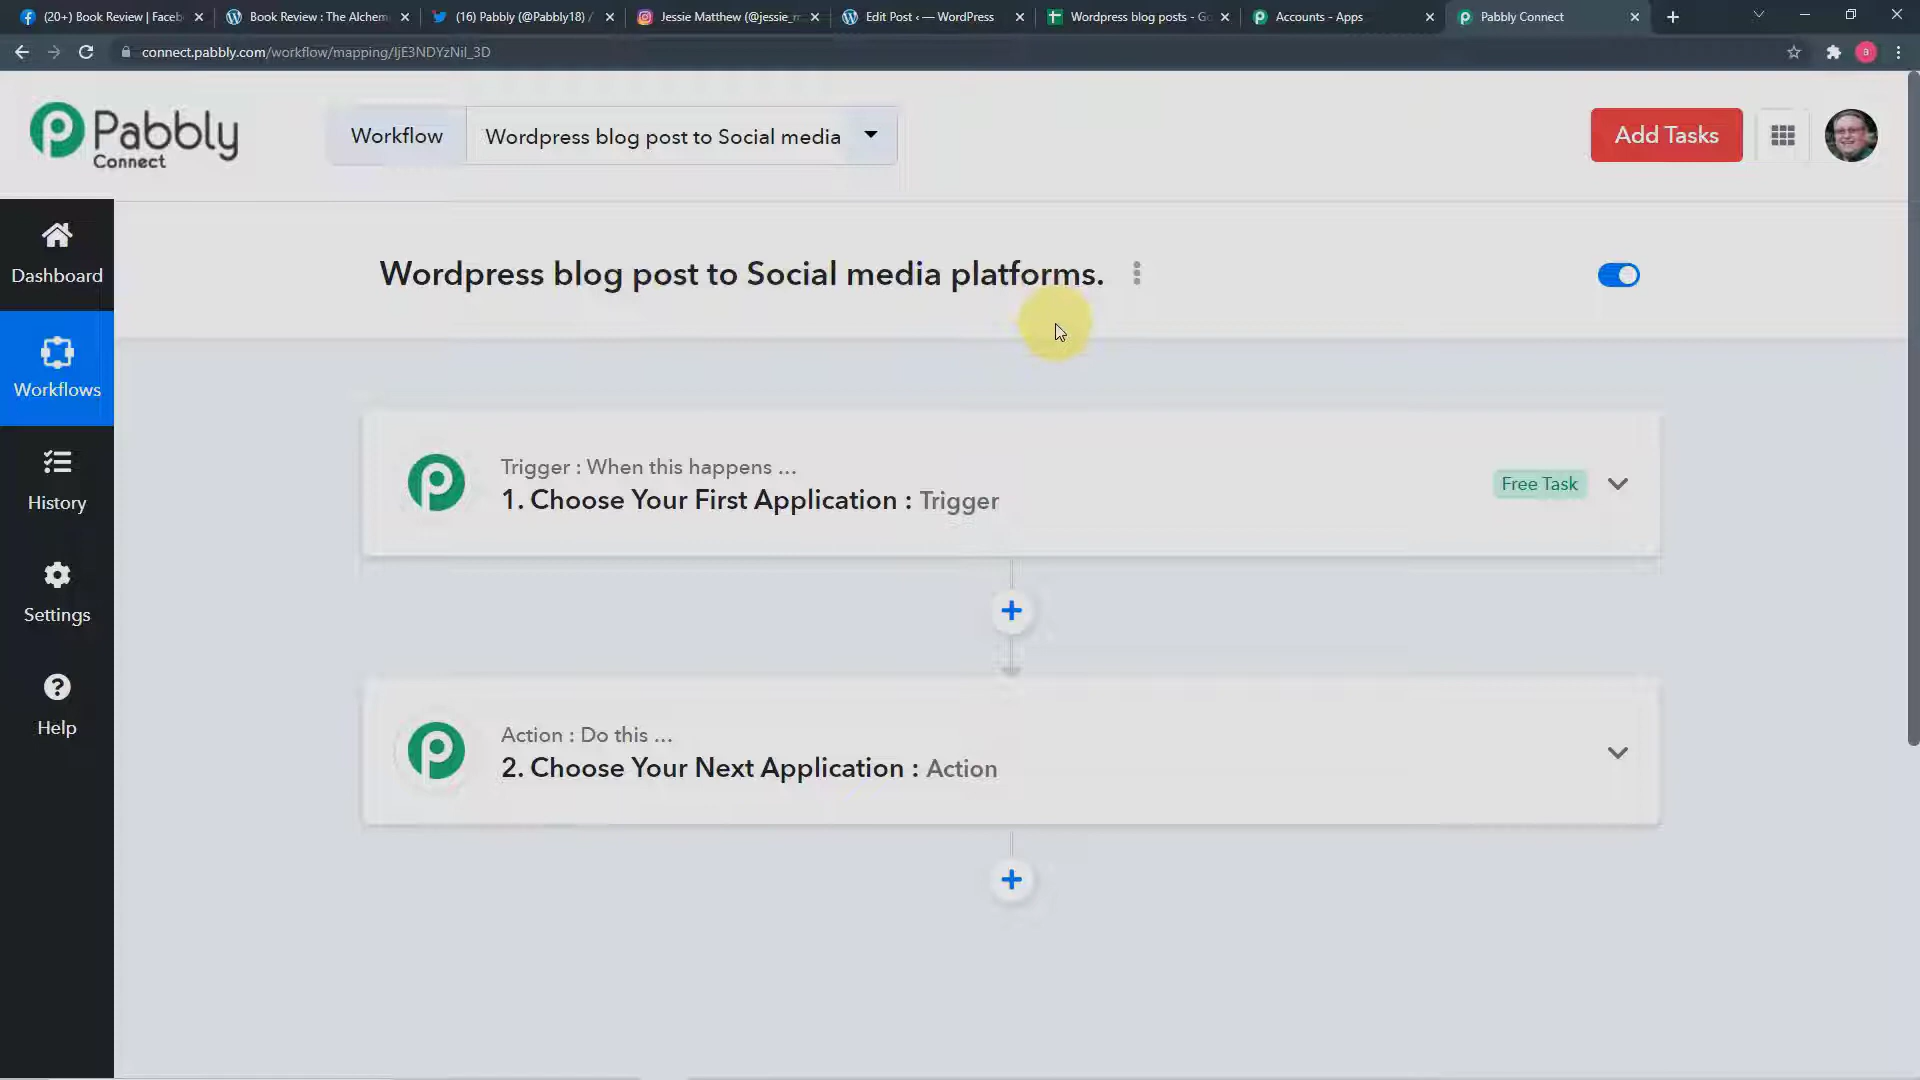 (20+) Book Review | Faceb
Book Review : The Alchem
(16) Pabbly (@Pabbly18) /
Jessie Matthew (@jessie_m
Edit Post ‹ — WordPress
Wordpress blog posts - Go
Accounts - Apps
Pabbly Connect
connect.pabbly.com/workflow/mapping/IjE3NDYzNiI_3D
a
Pabbly
Connect
Workflow
Wordpress blog post to Social media
Add Tasks
Dashboard
Workflows
History
Settings
Help
Wordpress blog post to Social media platforms.
Trigger : When this happens ...
1. Choose Your First Application : Trigger
Free Task
Action : Do this ...
2. Choose Your Next Application : Action